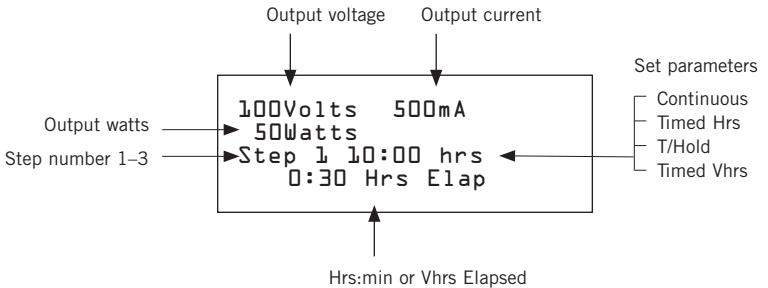 Output voltage
Output current
Set parameters
Continuous
Timed Hrs
T/Hold
Timed Vhrs
Output watts
Step number 1–3
100Volts 500mA
50Watts
Step 1 10:00 hrs
0:30 Hrs Elap
Hrs:min or Vhrs Elapsed